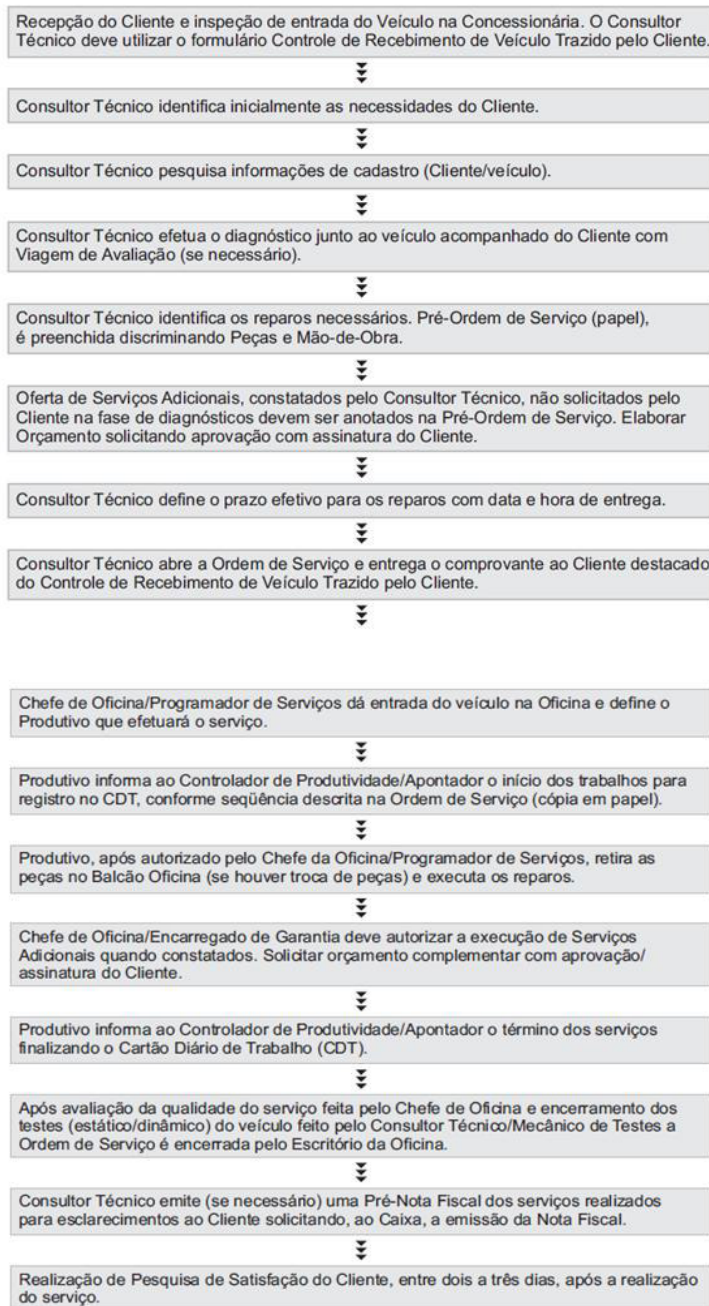 Recepção do Cliente e inspeção de entrada do Veículo na Concessionária. O Consultor
Técnico deve utilizar o formulário Controle de Recebimento de Veículo Trazido pelo Cliente.
Consultor Técnico identifica inicialmente as necessidades do Cliente.
Consultor Técnico pesquisa informações de cadastro (Cliente/veículo).
Consultor Técnico efetua o diagnóstico junto ao veículo acompanhado do Cliente com
Viagem de Avaliação (se necessário).
Consultor Técnico identifica os reparos necessários. Pré-Ordem de Serviço (papel),
é preenchida discriminando Peças e Mão-de-Obra.
Oferta de Serviços Adicionais, constatados pelo Consultor Técnico, não solicitados pelo
Cliente na fase de diagnósticos devem ser anotados na Pré-Ordem de Serviço. Elaborar
Orçamento solicitando aprovação com assinatura do Cliente.
Consultor Técnico define o prazo efetivo para os reparos com data e hora de entrega.
Consultor Técnico abre a Ordem de Serviço e entrega o comprovante ao Cliente destacado
do Controle de Recebimento de Veículo Trazido pelo Cliente.
Chefe de Oficina/Programador de Serviços dá entrada do veículo na Oficina e define o
Produtivo que efetuará o serviço.
Produtivo informa ao Controlador de Produtividade/Apontador o início dos trabalhos para
registro no CDT, conforme seqüência descrita na Ordem de Serviço (cópia em papel).
Produtivo, após autorizado pelo Chefe da Oficina/Programador de Serviços, retira as
peças no Balcão Oficina (se houver troca de peças) e executa os reparos.
Chefe de Oficina/Encarregado de Garantia deve autorizar a execução de Serviços
Adicionais quando constatados. Solicitar orçamento complementar com aprovação/
assinatura do Cliente.
Produtivo informa ao Controlador de Produtividade/Apontador o término dos serviços
finalizando o Cartão Diário de Trabalho (CDT).
Após avaliação da qualidade do serviço feita pelo Chefe de Oficina e encerramento dos
testes (estático/dinâmico) do veículo feito pelo Consultor Técnico/Mecânico de Testes a
Ordem de Serviço é encerrada pelo Escritório da Oficina.
Consultor Técnico emite (se necessário) uma Pré-Nota Fiscal dos serviços realizados
para esclarecimentos ao Cliente solicitando, ao Caixa, a emissão da Nota Fiscal.
Realização de Pesquisa de Satisfação do Cliente, entre dois a três dias, após a realização
do serviço.